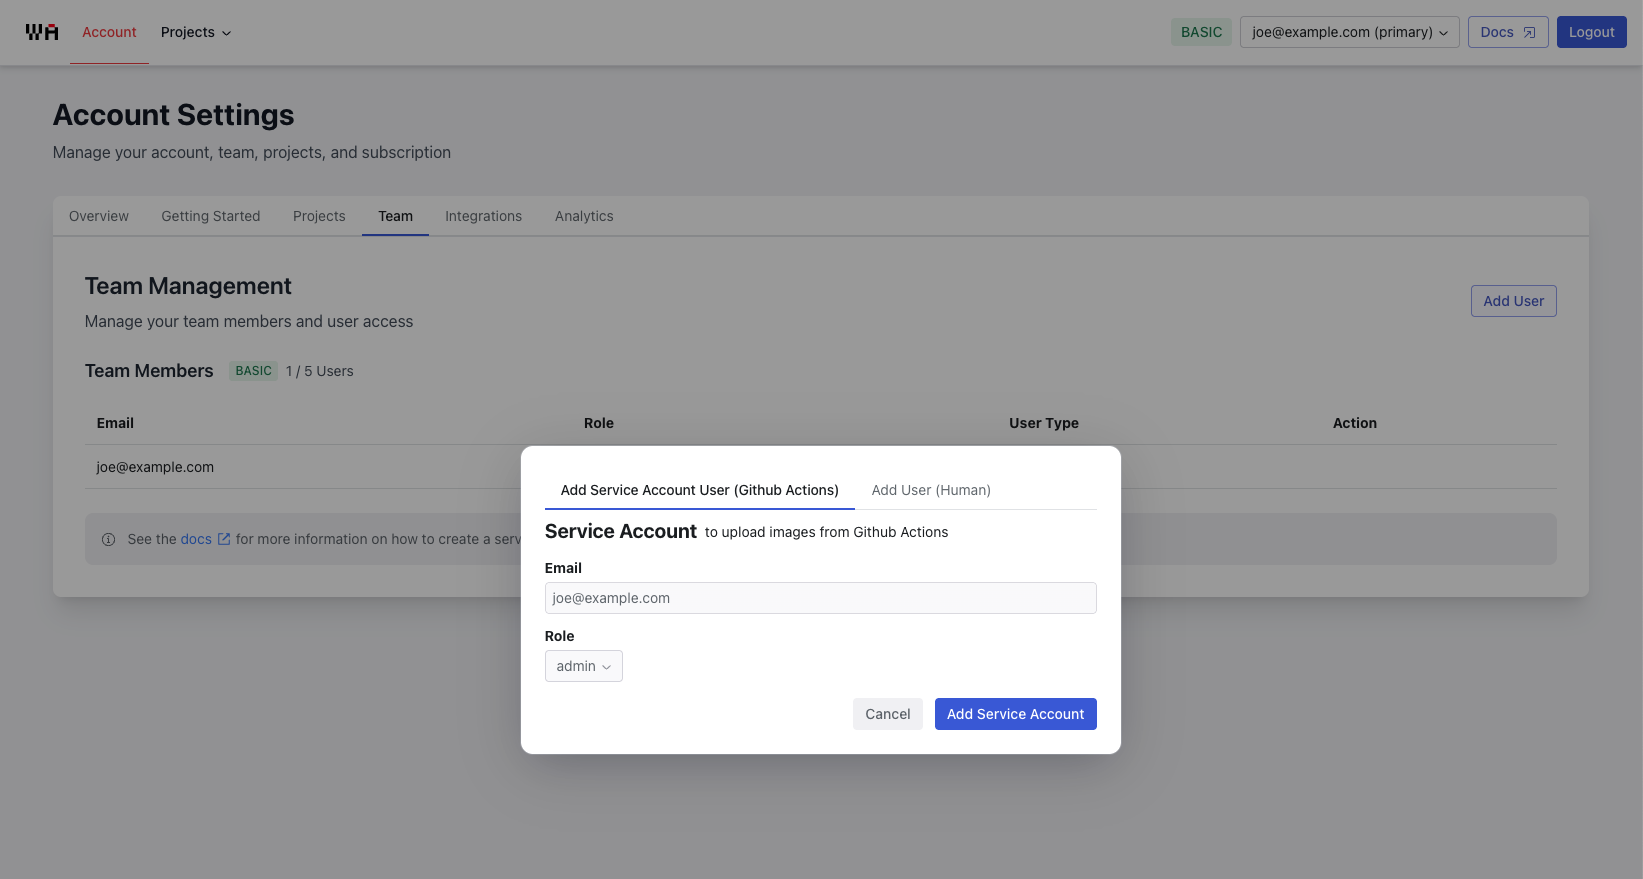 WA Account Projects BASIC joe@example.com (primary) Docs Logout
Account Settings
Manage your account, team, projects, and subscription
Overview Getting Started Projects Team Integrations Analytics
Team Management
Manage your team members and user access
Add User
Team Members BASIC 1 / 5 Users
Email Role User Type Action
joe@example.com
See the docs for more information on how to create a serv
Add Service Account User (Github Actions) Add User (Human)
Service Account to upload images from Github Actions
Email
joe@example.com
Role
admin
Cancel Add Service Account